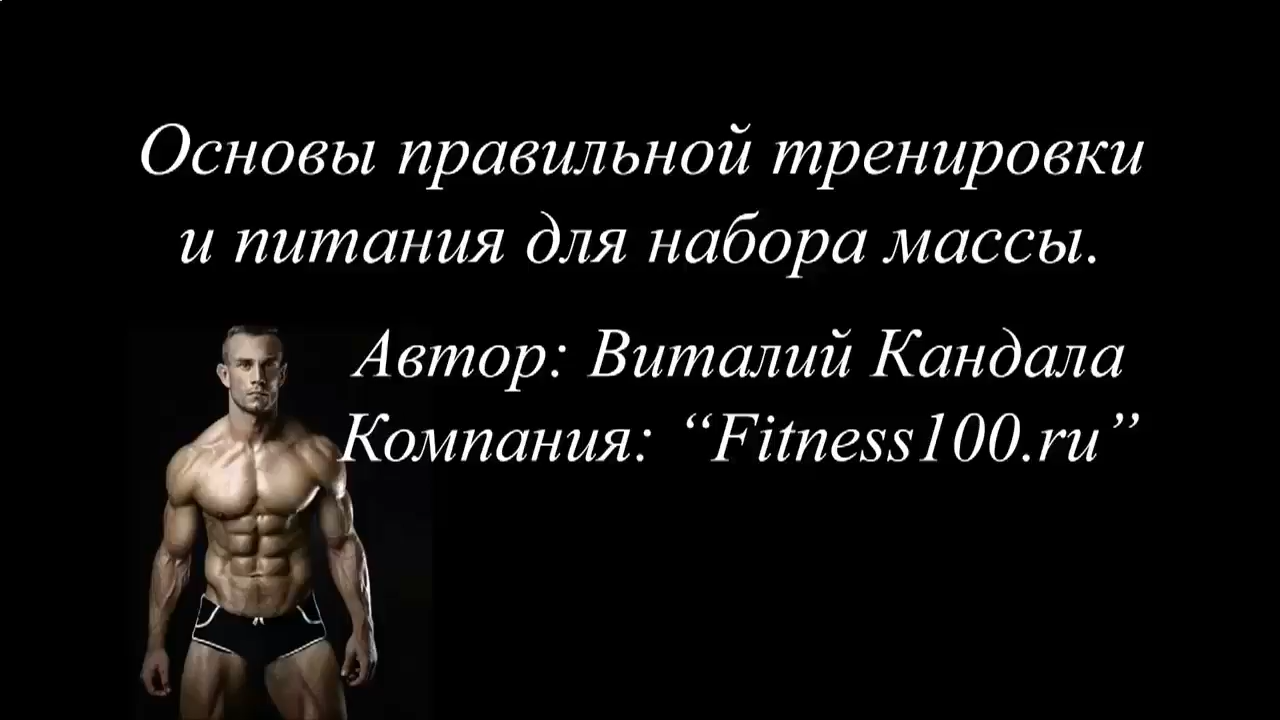 Основы правильной тренировки
и питания для набора массы.
Автор: Виталий Кандала
Компания: “Fitness100.ru”